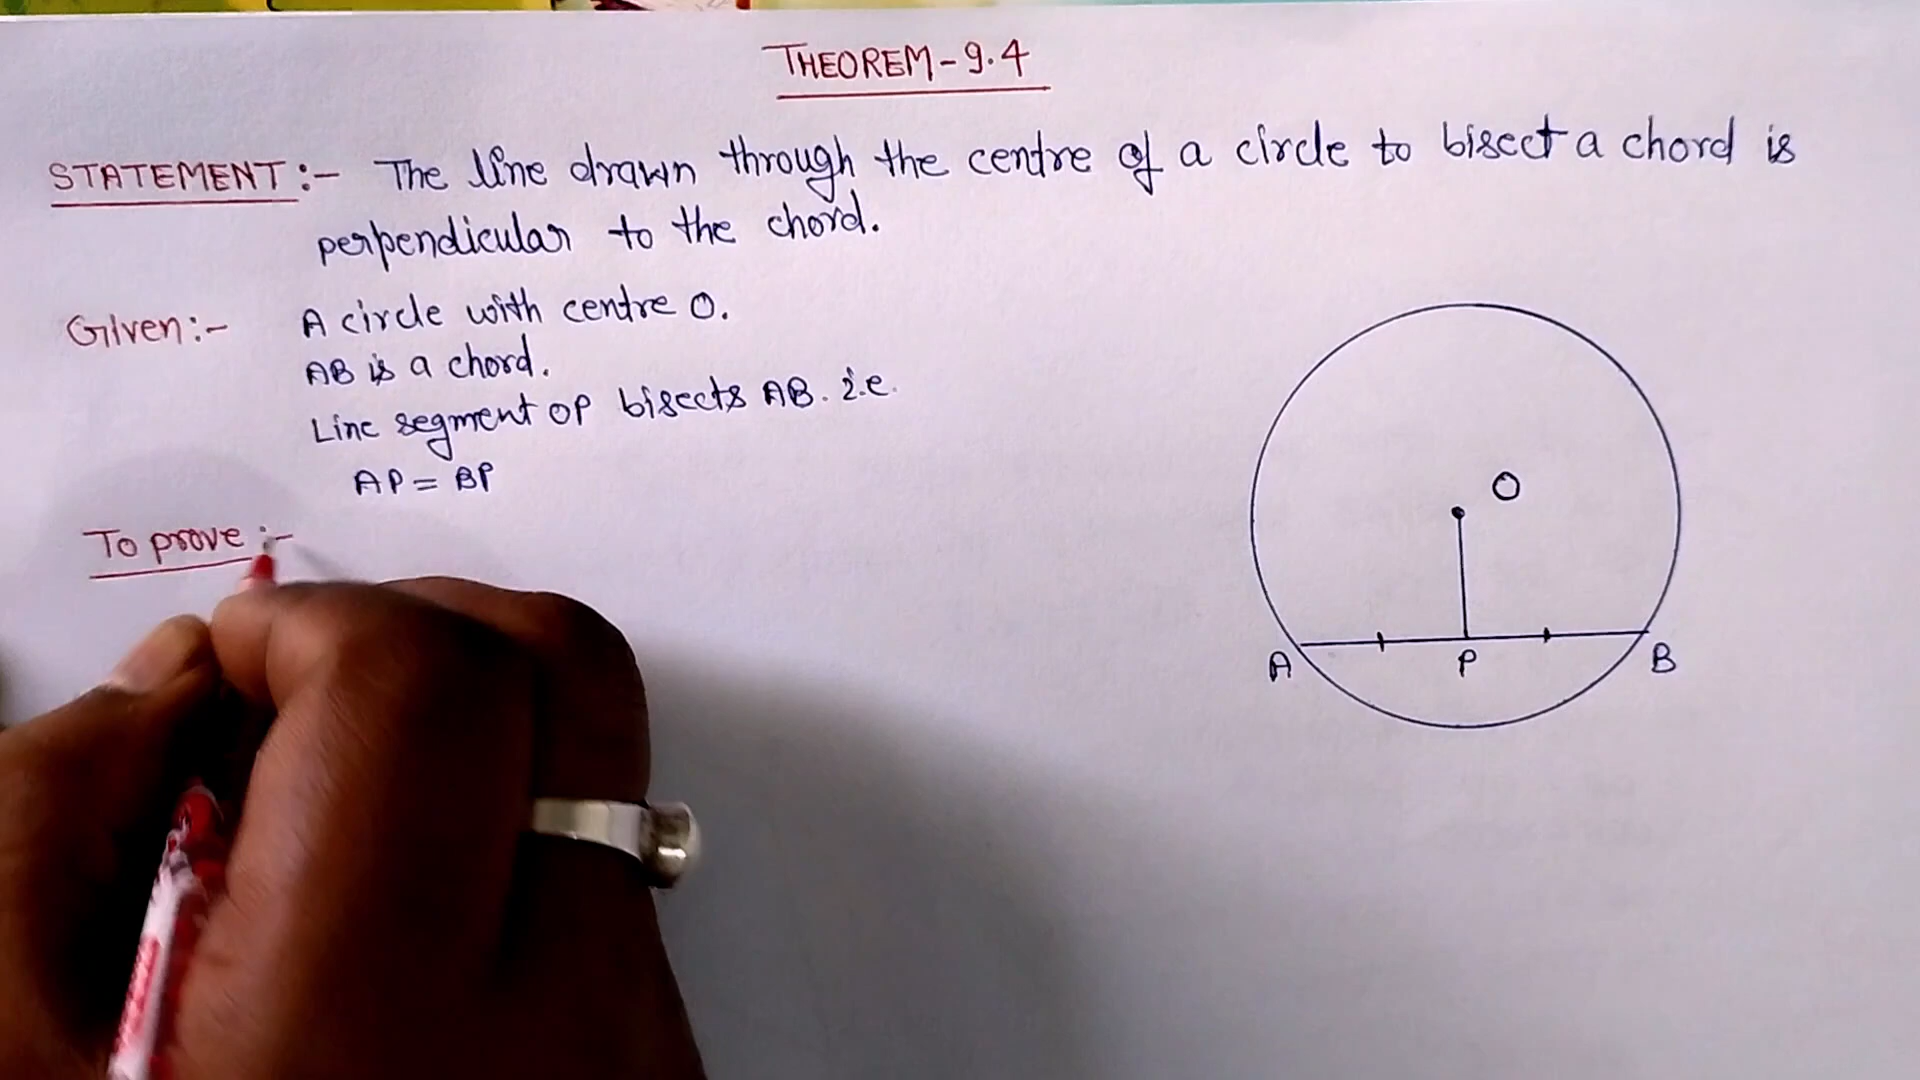 THEOREM - 9.4
STATEMENT :- The line drawn through the centre of a circle to bisect a chord is
perpendicular to the chord.
Given :- A circle with centre O.
AB is a chord.
Line segment OP bisects AB. i.e.
AP = BP
To prove :-
O
A P B